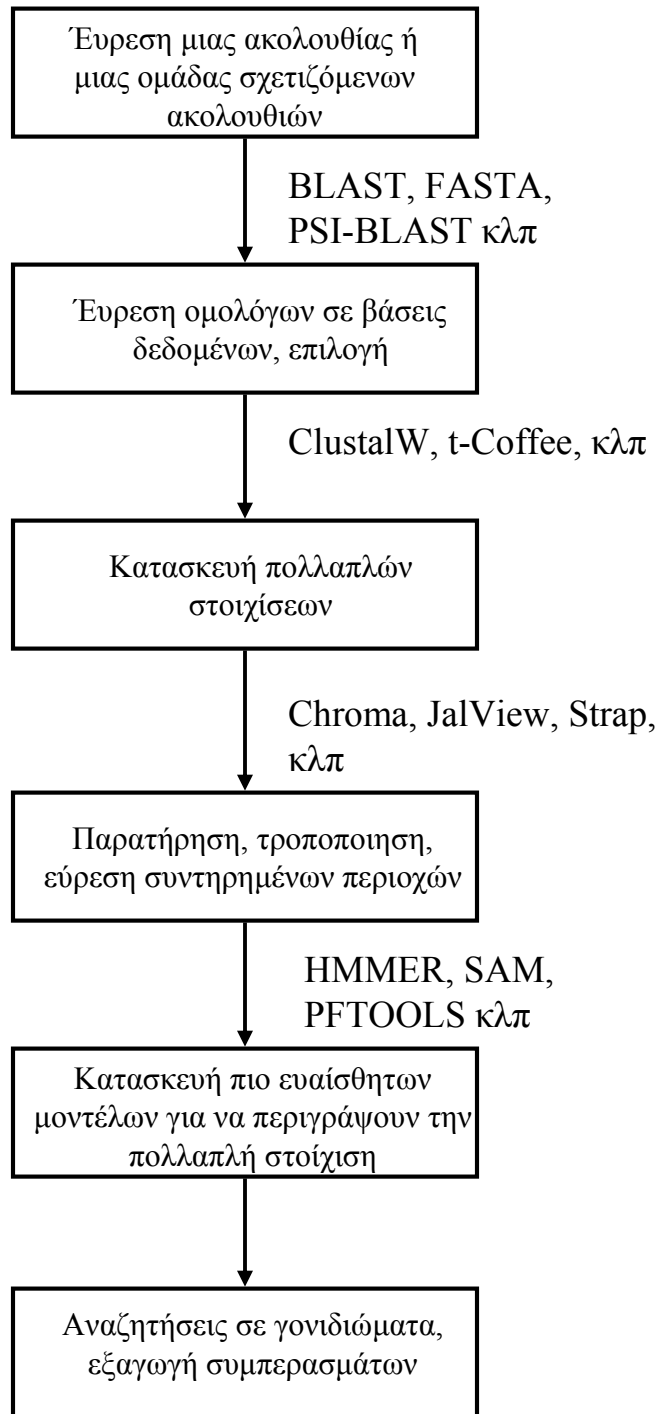 Έυρεση μιας ακολουθίας ή
μιας ομάδας σχετιζόμενων
ακολουθιών
BLAST, FASTA,
PSI-BLAST κλπ
Έυρεση ομολόγων σε βάσεις
δεδομένων, επιλογή
ClustalW, t-Coffee, κλπ
Κατασκευή πολλαπλών
στοιχίσεων
Chroma, JalView, Strap,
κλπ
Παρατήρηση, τροποποιηση,
εύρεση συντηρημένων περιοχών
HMMER, SAM,
PFTOOLS κλπ
Κατασκευή πιο ευαίσθητων
μοντέλων για να περιγράψουν την
πολλαπλή στοίχιση
Αναζητήσεις σε γονιδιώματα,
εξαγωγή συμπερασμάτων